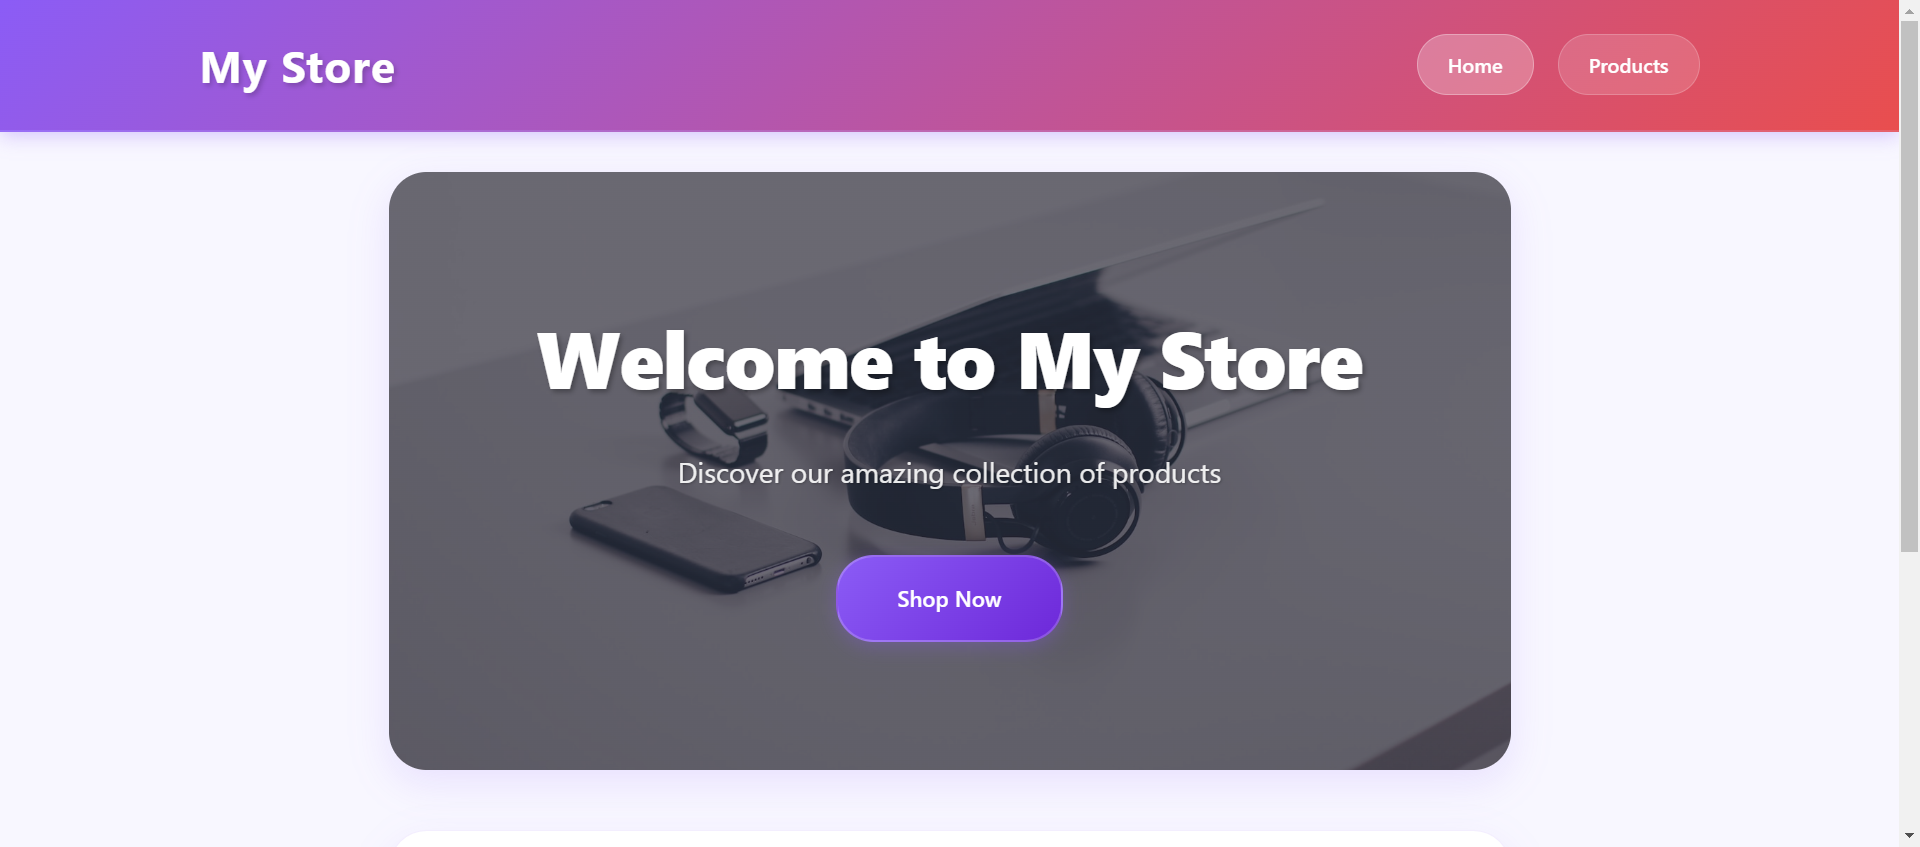 My Store
Home
Products
Welcome to My Store
Discover our amazing collection of products
Shop Now